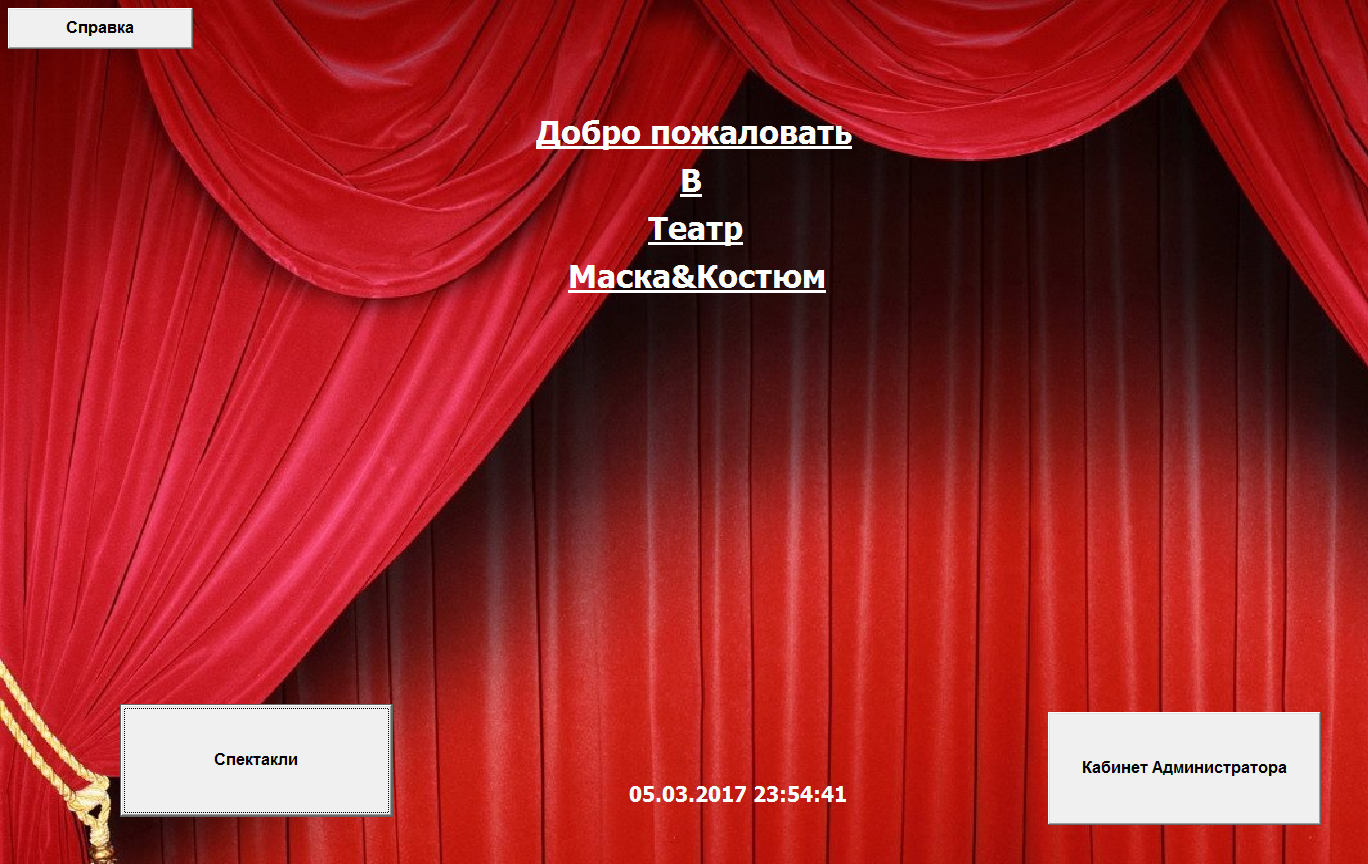 Справка
Добро пожаловать
В
Театр
Маска&Костюм
Спектакли
Кабинет Администратора
05.03.2017 23:54:41